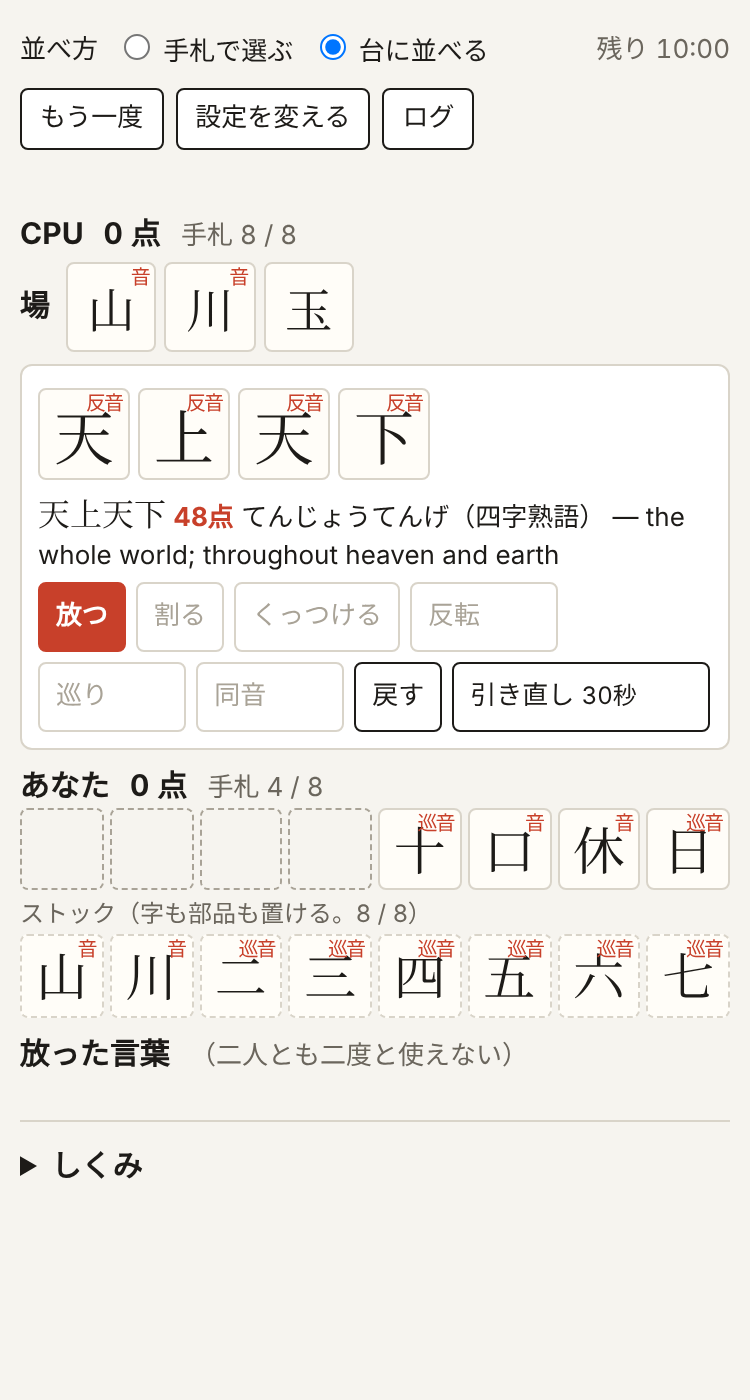 並べ方 手札で選ぶ 台に並べる 残り 10:00
もう一度 設定を変える ログ
CPU 0 点 手札 8 / 8
場 山 音 川 音 玉
天 反音 上 反音 天 反音 下 反音
天上天下 48点 てんじょうてんげ（四字熟語） — the
whole world; throughout heaven and earth
放つ 割る くっつける 反転
巡り 同音 戻す 引き直し 30秒
あなた 0 点 手札 4 / 8
十 巡音 口 音 休 音 日 巡音
ストック（字も部品も置ける。8 / 8）
山 音 川 音 二 巡音 三 巡音 四 巡音 五 巡音 六 巡音 七 巡音
放った言葉 （二人とも二度と使えない）
▶ しくみ